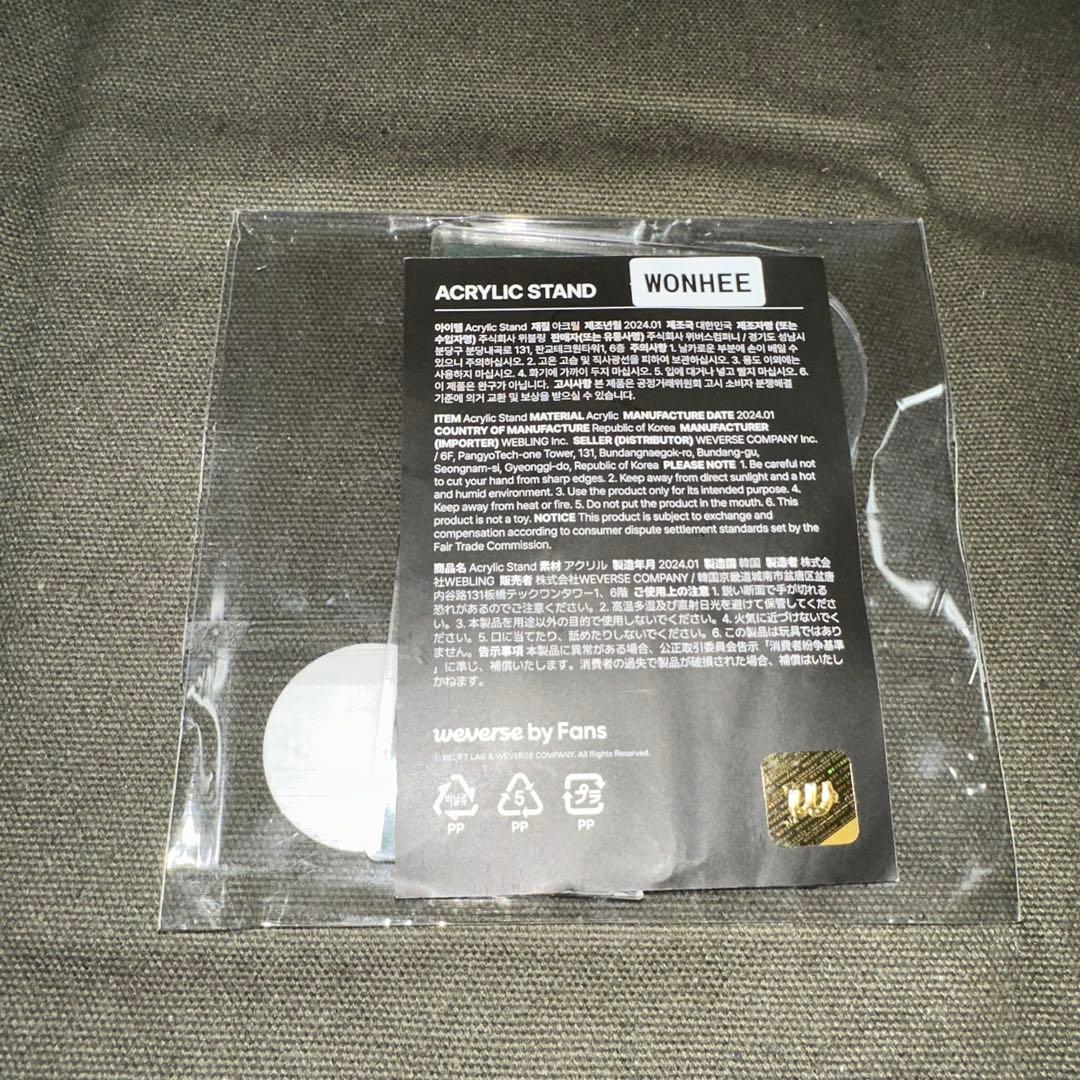 ACRYLIC STAND
WONHEE
아이템 Acrylic Stand 재질 아크릴 제조년월 2024.01 제조국 대한민국 제조자명 (또는
수입자명) 주식회사 위블링 판매자(또는 유통사명) 주식회사 위버스컴퍼니 / 경기도 성남시
분당구 분당내곡로 131, 판교테크원타워1, 6층 주의사항 1. 날카로운 부분에 손이 베일 수
있으니 주의하십시오. 2. 고온 고습 및 직사광선을 피하여 보관하십시오. 3. 용도 이외에는
사용하지 마십시오. 4. 화기에 가까이 두지 마십시오. 5. 입에 대거나 넣고 빨지 마십시오. 6.
이 제품은 완구가 아닙니다. 고시사항 본 제품은 공정거래위원회 고시 소비자 분쟁해결
기준에 의거 교환 및 보상을 받으실 수 있습니다.
ITEM Acrylic Stand MATERIAL Acrylic MANUFACTURE DATE 2024.01
COUNTRY OF MANUFACTURE Republic of Korea MANUFACTURER
(IMPORTER) WEBLING Inc. SELLER (DISTRIBUTOR) WEVERSE COMPANY Inc.
/ 6F, PangyoTech-one Tower, 131, Bundangnaegok-ro, Bundang-gu,
Seongnam-si, Gyeonggi-do, Republic of Korea PLEASE NOTE 1. Be careful not
to cut your hand from sharp edges. 2. Keep away from direct sunlight and a hot
and humid environment. 3. Use the product only for its intended purpose. 4.
Keep away from heat or fire. 5. Do not put the product in the mouth. 6. This
product is not a toy. NOTICE This product is subject to exchange and
compensation according to consumer dispute settlement standards set by the
Fair Trade Commission.
商品名 Acrylic Stand 素材 アクリル 製造年月 2024.01 製造国 韓国 製造者 株式会
社WEBLING 販売者 株式会社WEVERSE COMPANY / 韓国京畿道城南市盆唐区盆唐
内谷路131板橋テックワンタワー1、6階 ご使用上の注意 1. 鋭い断面で手が切れる
恐れがあるのでご注意ください。2. 高温多湿及び直射日光を避けて保管してくださ
い。3. 本製品を用途以外の目的で使用しないでください。4. 火気に近づけないでく
ださい。5. 口に当てたり、舐めたりしないでください。6. この製品は玩具ではあり
ません。告示事項 本製品に異常がある場合、公正取引委員会告示「消費者紛争基準
」に準じ、補償いたします。消費者の過失で製品が破損された場合、補償はいたし
かねます。
weverse by Fans
ⓒ BELIFT LAB & WEVERSE COMPANY. All Rights Reserved.
비닐류 5 プラ
PP PP PP